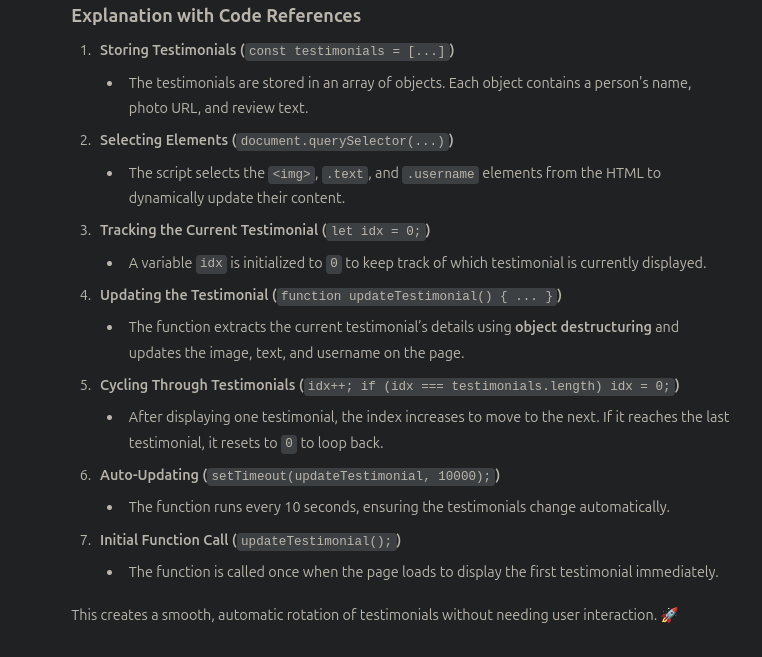 Explanation with Code References
1. Storing Testimonials (const testimonials = [...])
• The testimonials are stored in an array of objects. Each object contains a person's name,
photo URL, and review text.
2. Selecting Elements (document.querySelector(...))
• The script selects the <img>, .text, and .username elements from the HTML to
dynamically update their content.
3. Tracking the Current Testimonial (let idx = 0;)
• A variable idx is initialized to 0 to keep track of which testimonial is currently displayed.
4. Updating the Testimonial (function updateTestimonial() { ... })
• The function extracts the current testimonial's details using object destructuring and
updates the image, text, and username on the page.
5. Cycling Through Testimonials (idx++; if (idx === testimonials.length) idx = 0;)
• After displaying one testimonial, the index increases to move to the next. If it reaches the last
testimonial, it resets to 0 to loop back.
6. Auto-Updating (setTimeout(updateTestimonial, 10000);)
• The function runs every 10 seconds, ensuring the testimonials change automatically.
7. Initial Function Call (updateTestimonial();)
• The function is called once when the page loads to display the first testimonial immediately.
This creates a smooth, automatic rotation of testimonials without needing user interaction. 🚀